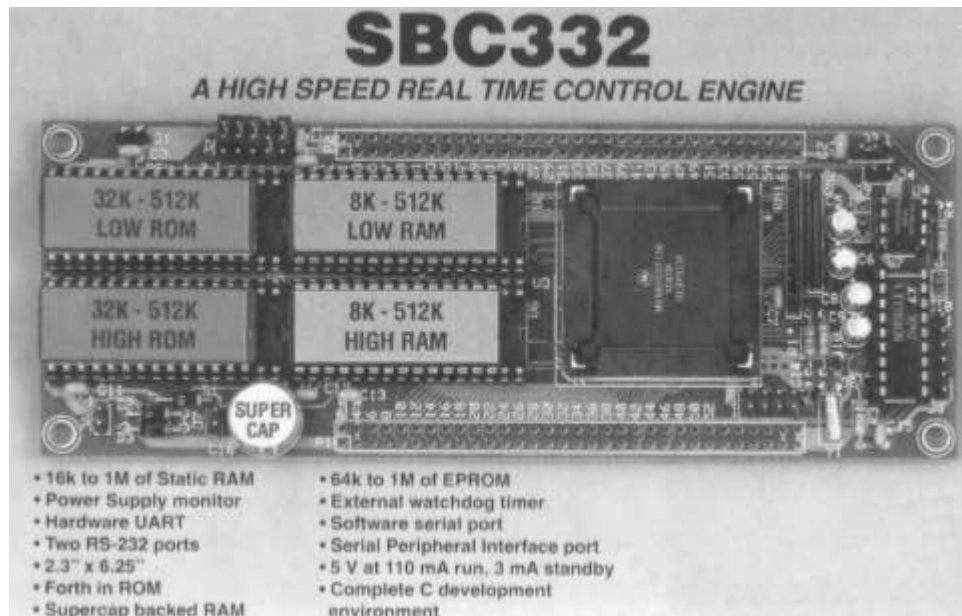 SBC332
A HIGH SPEED REAL TIME CONTROL ENGINE
32K - 512K
LOW ROM
8K - 512K
LOW RAM
32K - 512K
HIGH ROM
8K - 512K
HIGH RAM
SUPER
CAP
• 16k to 1M of Static RAM
• Power Supply monitor
• Hardware UART
• Two RS-232 ports
• 2.3" x 6.25"
• Forth in ROM
• Supercap backed RAM
• 64k to 1M of EPROM
• External watchdog timer
• Software serial port
• Serial Peripheral Interface port
• 5 V at 110 mA run, 3 mA standby
• Complete C development
environment